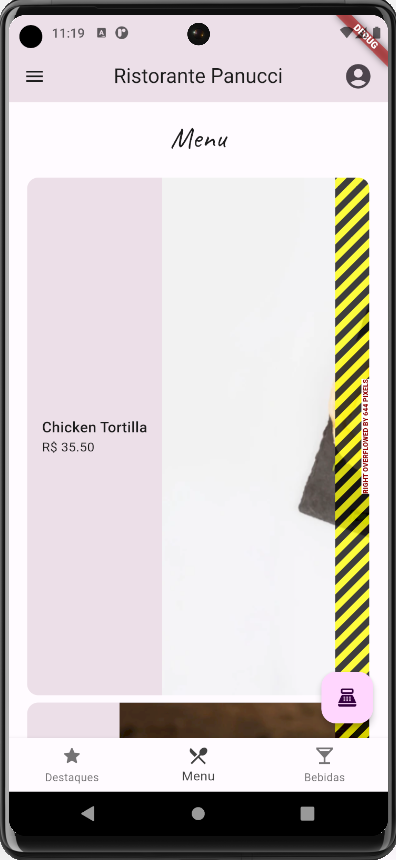 11:19
DEBUG
Ristorante Panucci
Menu
Chicken Tortilla
R$ 35.50
RIGHT OVERFLOWED BY 644 PIXELS
Destaques
Menu
Bebidas